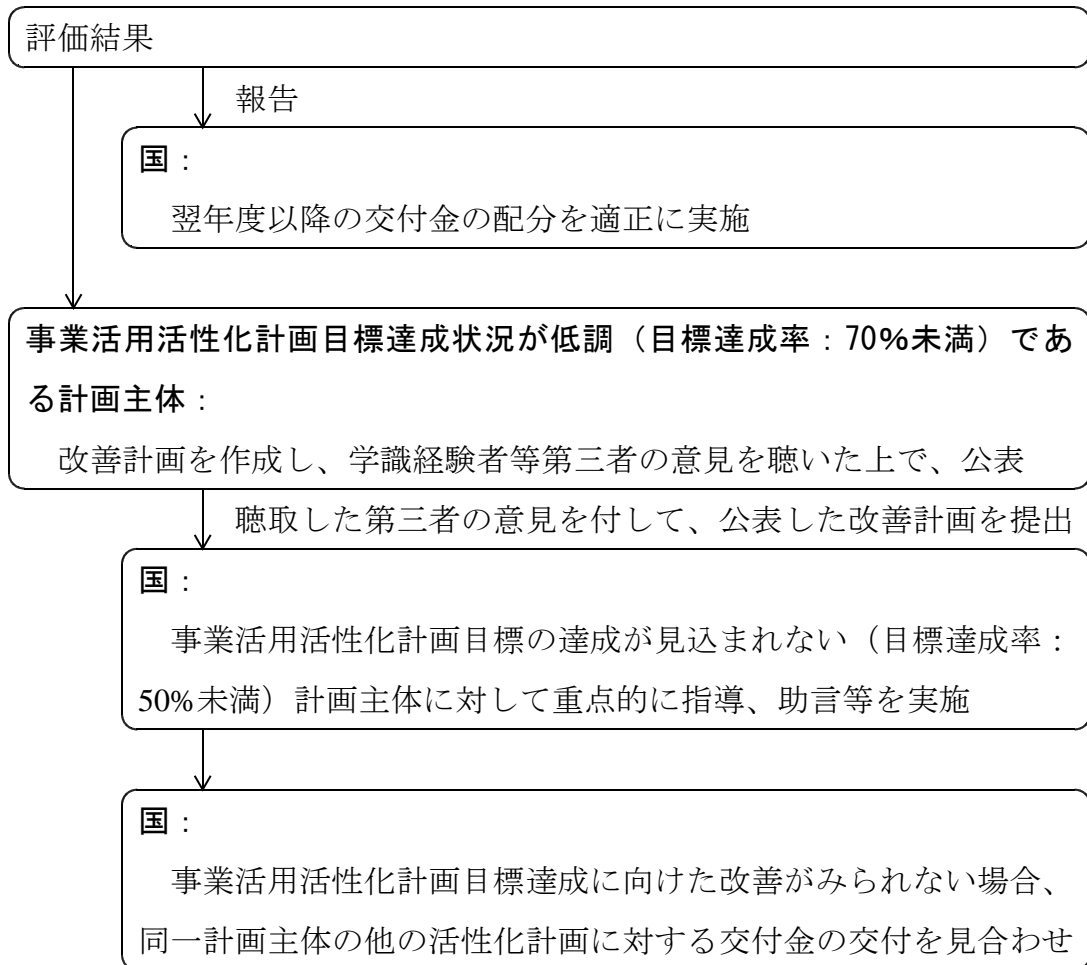 評価結果
報告
国：
翌年度以降の交付金の配分を適正に実施
事業活用活性化計画目標達成状況が低調（目標達成率：70%未満）であ
る計画主体：
改善計画を作成し、学識経験者等第三者の意見を聴いた上で、公表
聴取した第三者の意見を付して、公表した改善計画を提出
国：
事業活用活性化計画目標の達成が見込まれない（目標達成率：
50%未満）計画主体に対して重点的に指導、助言等を実施
国：
事業活用活性化計画目標達成に向けた改善がみられない場合、
同一計画主体の他の活性化計画に対する交付金の交付を見合わせ